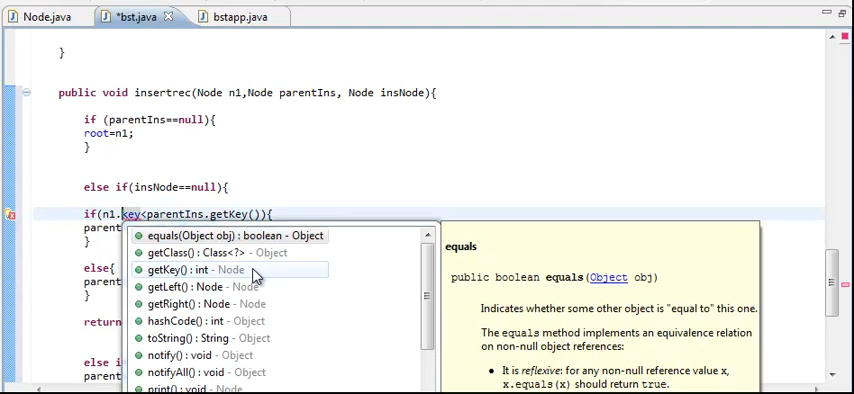 Node.java *bst.java bstapp.java
}
public void insertrec(Node n1,Node parentIns, Node insNode){
if (parentIns==null){
root=n1;
}
else if(insNode==null){
if(n1.key<parentIns.getKey()){
paren
}
else{
paren
}
return
else i
paren
equals(Object obj) : boolean - Object
getClass() : Class<?> - Object
getKey() : int - Node
getLeft() : Node - Node
getRight() : Node - Node
hashCode() : int - Object
toString() : String - Object
notify() : void - Object
notifyAll() : void - Object
print() : void - Node
equals
public boolean equals(Object obj)
Indicates whether some other object is "equal to" this one.
The equals method implements an equivalence relation
on non-null object references:
• It is reflexive: for any non-null reference value x,
x.equals(x) should return true.